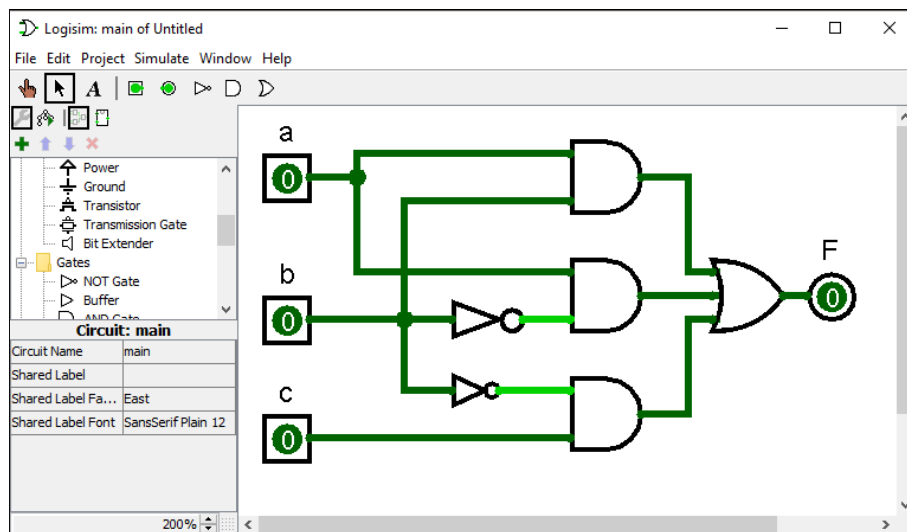 Logisim: main of Untitled
File Edit Project Simulate Window Help
A
Power
Ground
Transistor
Transmission Gate
Bit Extender
Gates
NOT Gate
Buffer
AND Gate
Circuit: main
Circuit Name main
Shared Label
Shared Label Fa... East
Shared Label Font SansSerif Plain 12
200%
a
0
b
0
c
0
F
0